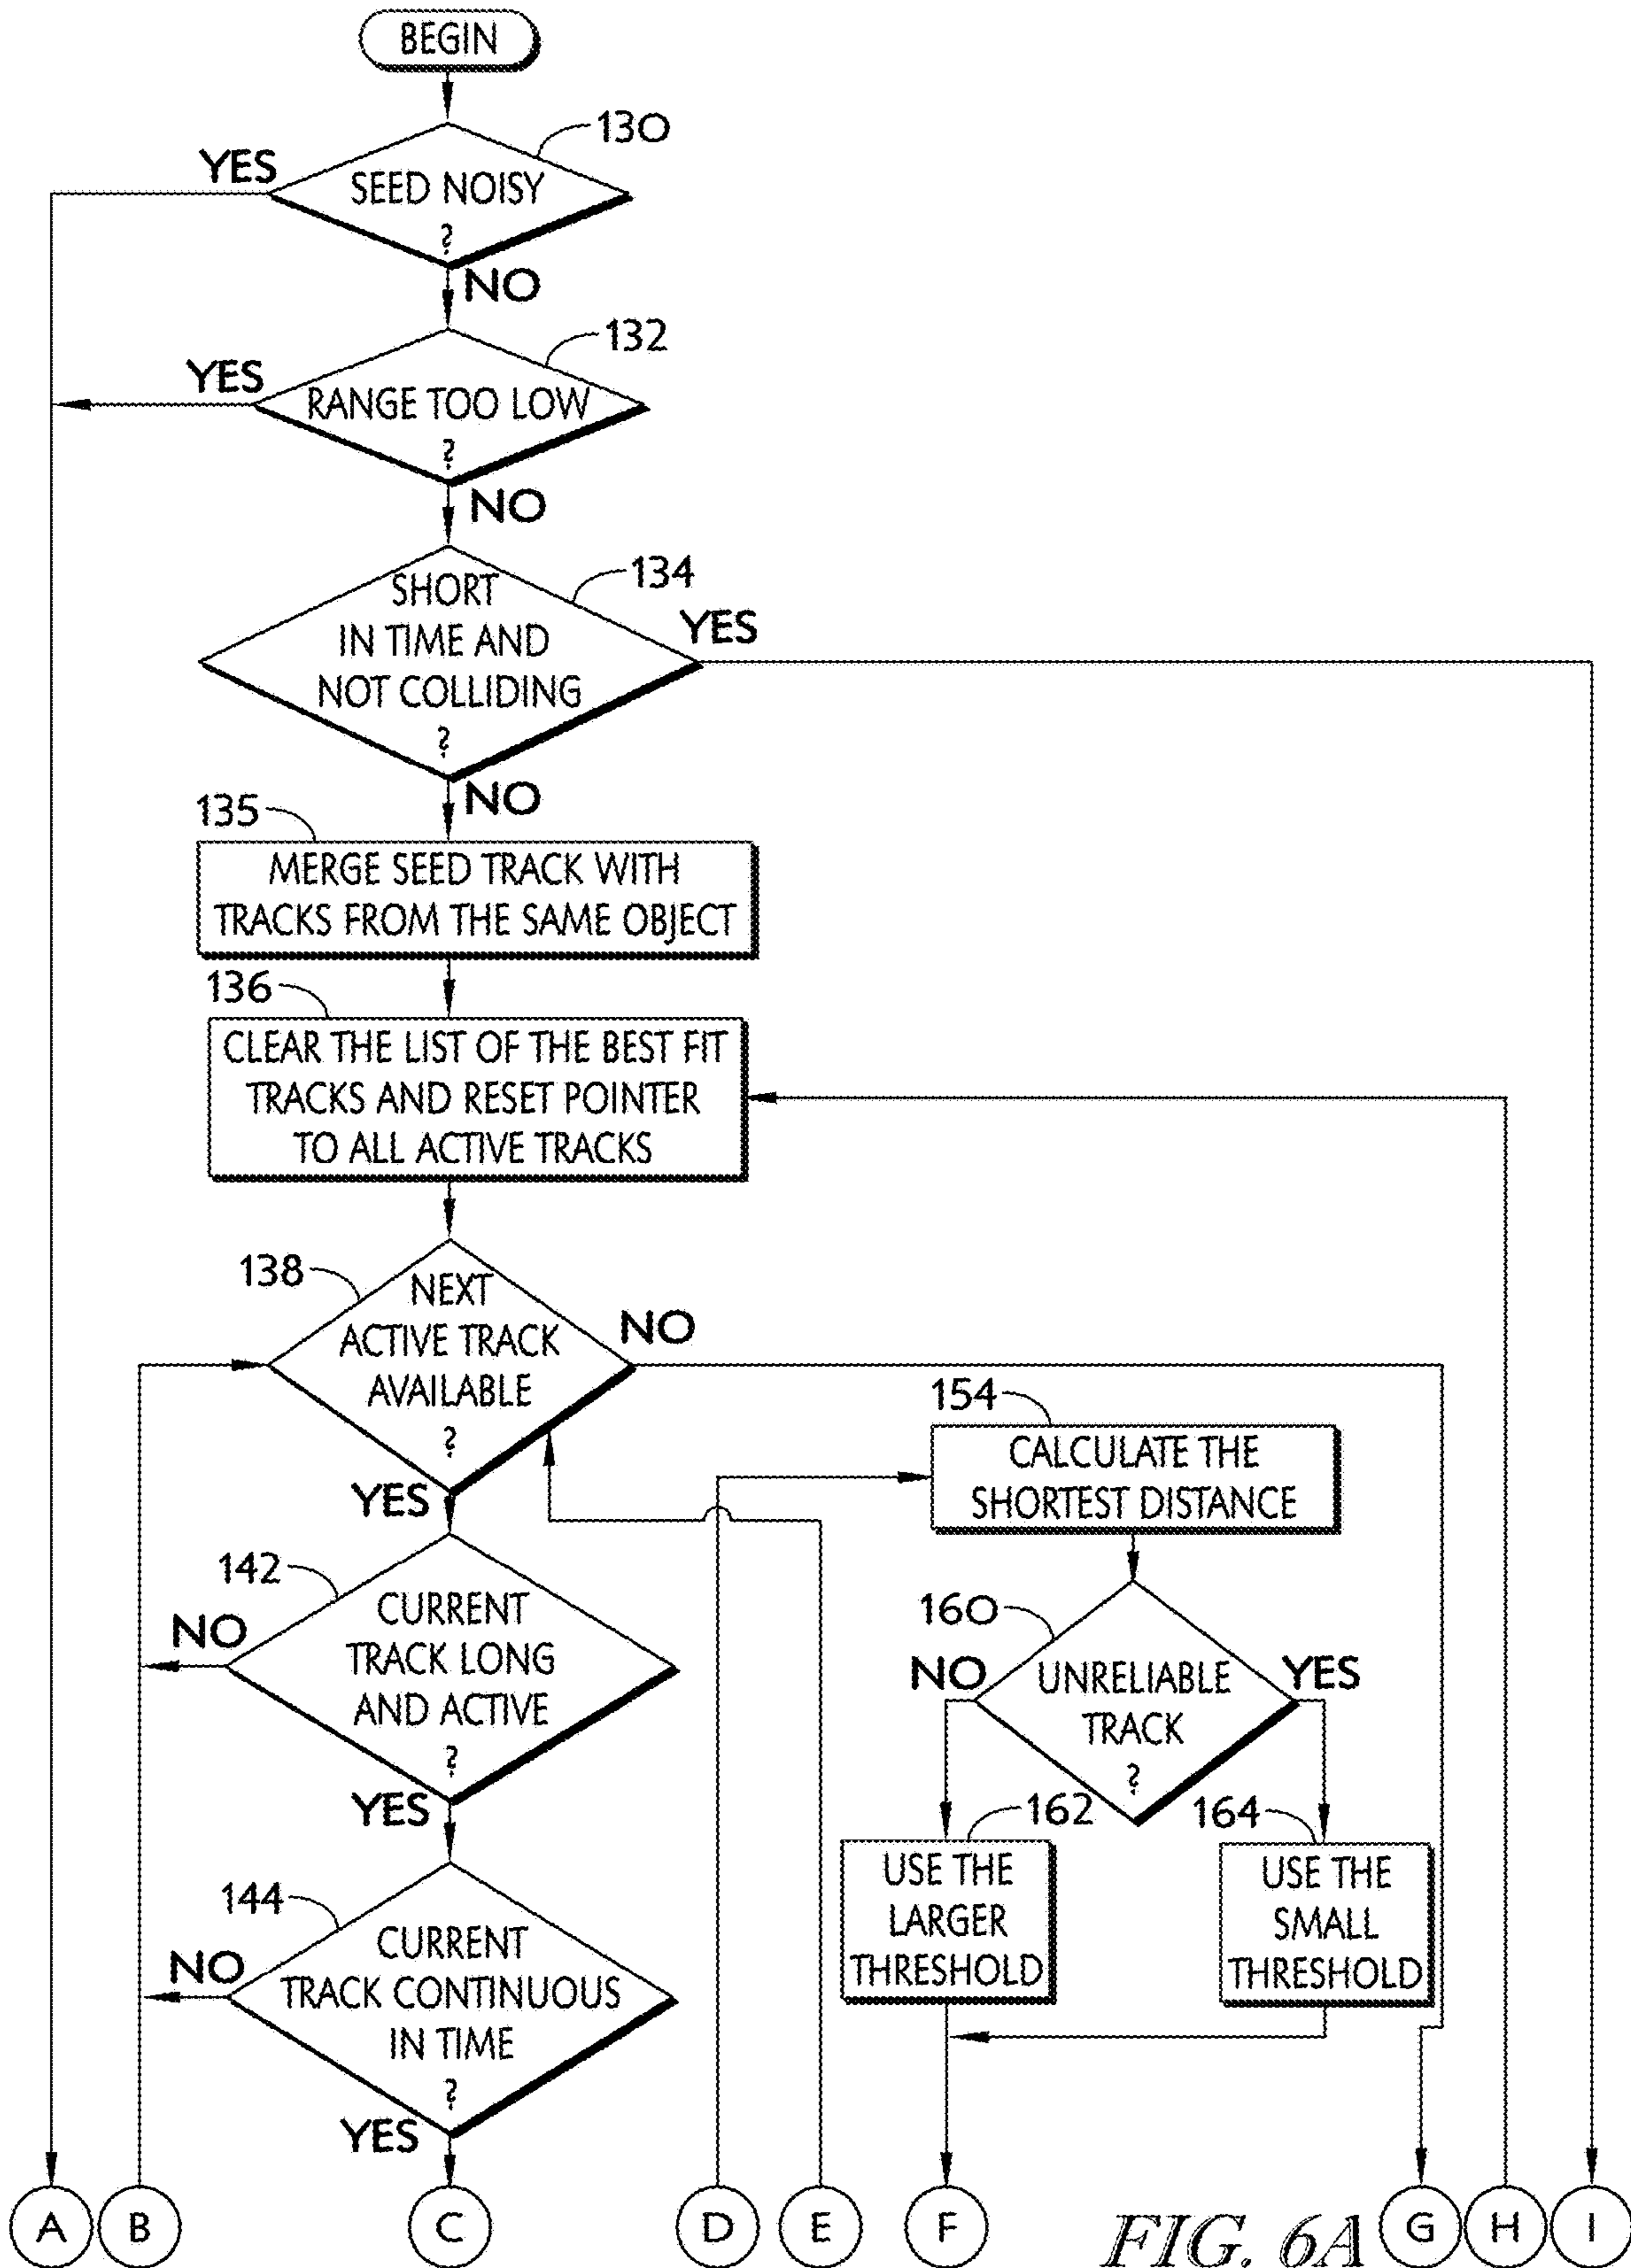 BEGIN
130
YES
SEED NOISY
?
NO
132
YES
RANGE TOO LOW
?
NO
134
SHORT
IN TIME AND
NOT COLLIDING
?
YES
NO
135
MERGE SEED TRACK WITH
TRACKS FROM THE SAME OBJECT
136
CLEAR THE LIST OF THE BEST FIT
TRACKS AND RESET POINTER
TO ALL ACTIVE TRACKS
138
NEXT
ACTIVE TRACK
AVAILABLE
?
NO
YES
142
CURRENT
TRACK LONG
AND ACTIVE
?
NO
YES
144
CURRENT
TRACK CONTINUOUS
IN TIME
?
NO
YES
154
CALCULATE THE
SHORTEST DISTANCE
160
UNRELIABLE
TRACK
?
NO
YES
162
USE THE
LARGER
THRESHOLD
164
USE THE
SMALL
THRESHOLD
A
B
C
D
E
F
FIG. 6A
G
H
I